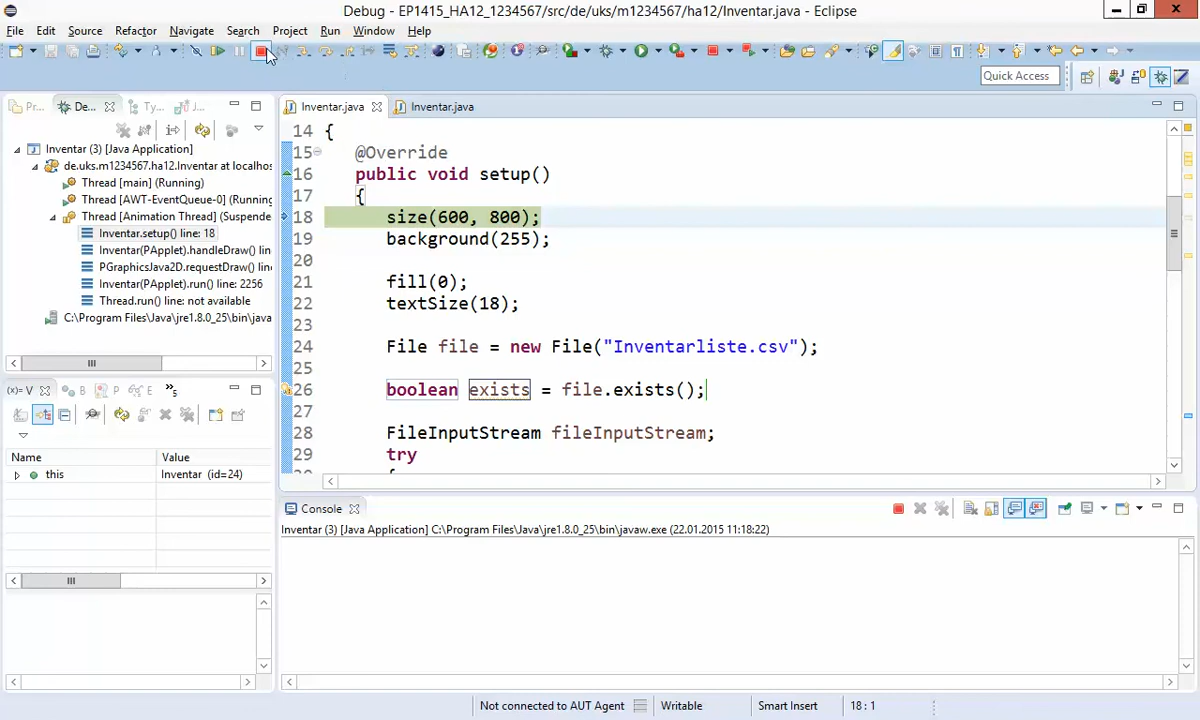 Debug - EP1415_HA12_1234567/src/de/uks/m1234567/ha12/Inventar.java - Eclipse
File Edit Source Refactor Navigate Search Project Run Window Help
Quick Access
Pr... De... Ty... J...
Inventar.java Inventar.java
Inventar (3) [Java Application]
de.uks.m1234567.ha12.Inventar at localhos
Thread [main] (Running)
Thread [AWT-EventQueue-0] (Running
Thread [Animation Thread] (Suspende
Inventar.setup() line: 18
Inventar(PApplet).handleDraw() lin
PGraphicsJava2D.requestDraw() line
Inventar(PApplet).run() line: 2256
Thread.run() line: not available
C:\Program Files\Java\jre1.8.0_25\bin\java
14 {
15 @Override
16 public void setup()
17 {
18 size(600, 800);
19 background(255);
20
21 fill(0);
22 textSize(18);
23
24 File file = new File("Inventarliste.csv");
25
26 boolean exists = file.exists();
27
28 FileInputStream fileInputStream;
29 try
(x)= V B P E »5
Name Value
this Inventar (id=24)
Console
Inventar (3) [Java Application] C:\Program Files\Java\jre1.8.0_25\bin\javaw.exe (22.01.2015 11:18:22)
Not connected to AUT Agent Writable Smart Insert 18 : 1